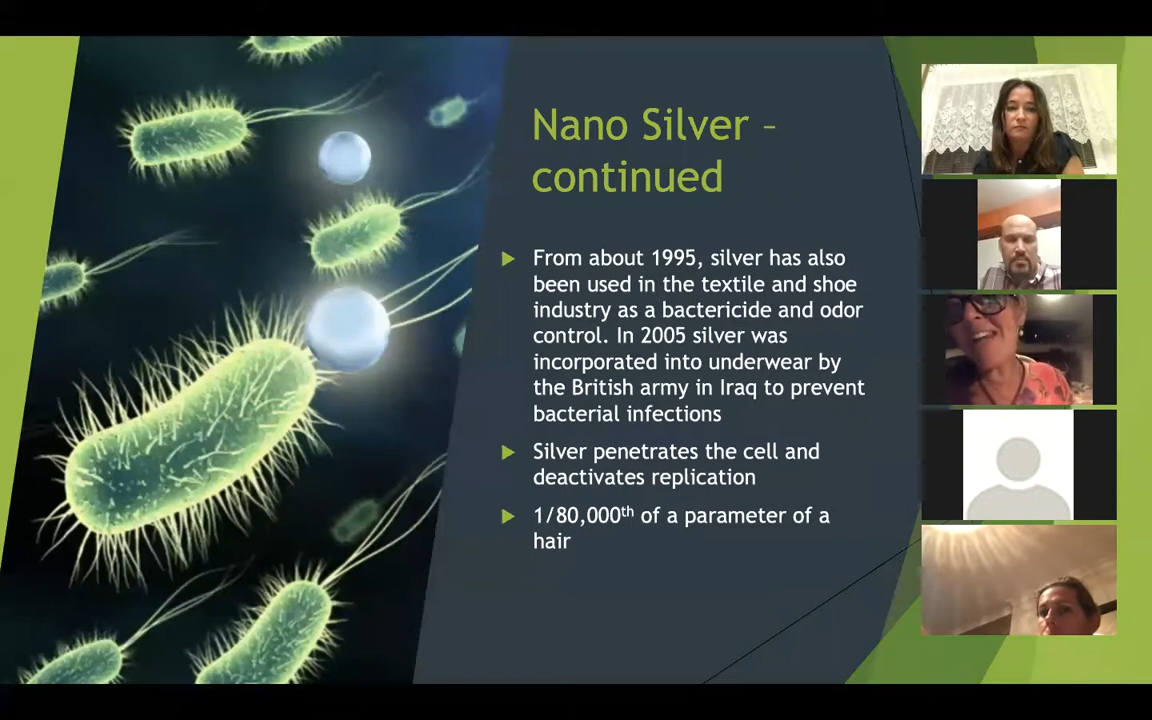 Nano Silver –
continued
From about 1995, silver has also
been used in the textile and shoe
industry as a bactericide and odor
control. In 2005 silver was
incorporated into underwear by
the British army in Iraq to prevent
bacterial infections
Silver penetrates the cell and
deactivates replication
1/80,000th of a parameter of a
hair